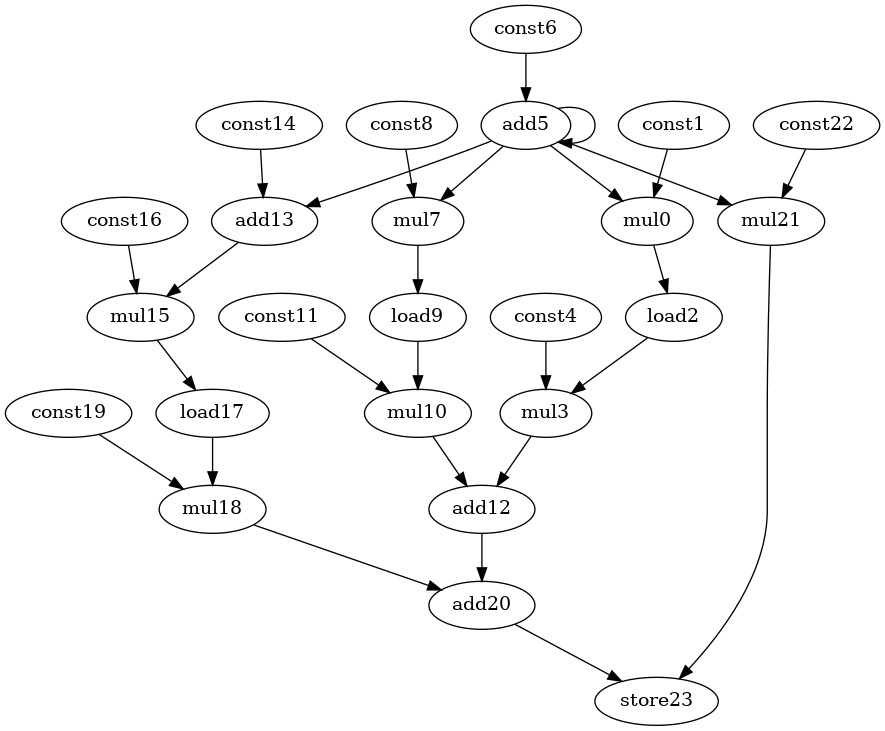 const6
const14
const8
add5
const1
const22
const16
add13
mul7
mul0
mul21
mul15
const11
load9
const4
load2
const19
load17
mul10
mul3
mul18
add12
add20
store23